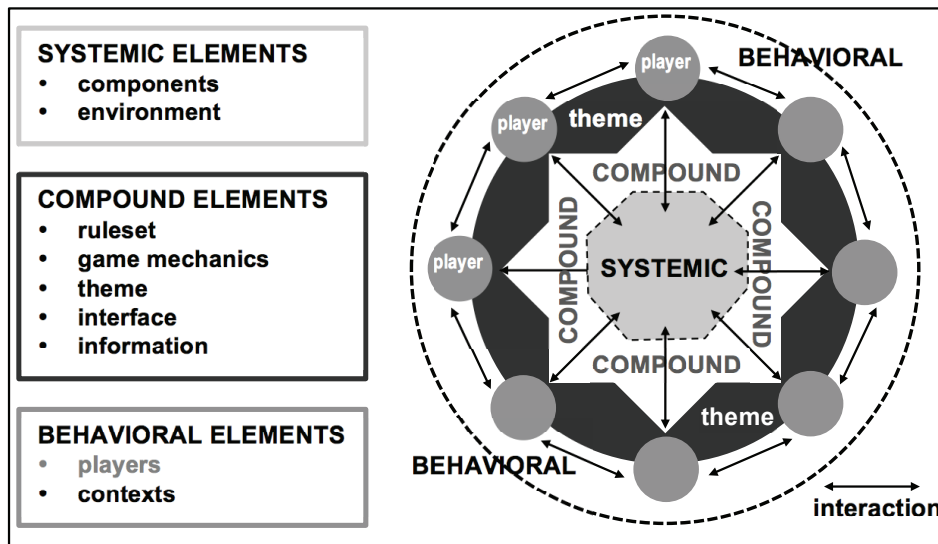 SYSTEMIC ELEMENTS
• components
• environment
COMPOUND ELEMENTS
• ruleset
• game mechanics
• theme
• interface
• information
BEHAVIORAL ELEMENTS
• players
• contexts
BEHAVIORAL
player
player
theme
COMPOUND
player
COMPOUND
SYSTEMIC
COMPOUND
COMPOUND
theme
BEHAVIORAL
interaction